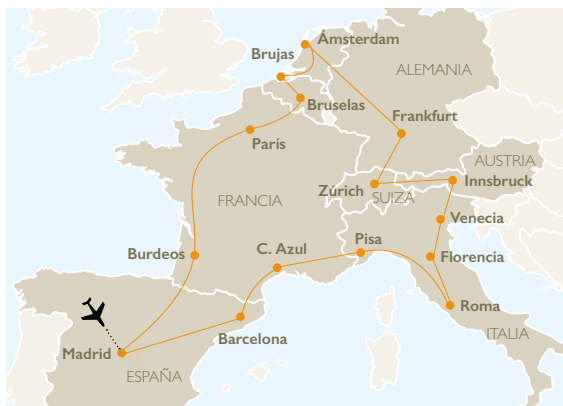 Ámsterdam
Brujas
ALEMANIA
Bruselas
Frankfurt
París
AUSTRIA
Zúrich
Innsbruck
SUIZA
FRANCIA
Venecia
Pisa
C. Azul
Burdeos
Florencia
Roma
Barcelona
ITALIA
Madrid
ESPAÑA